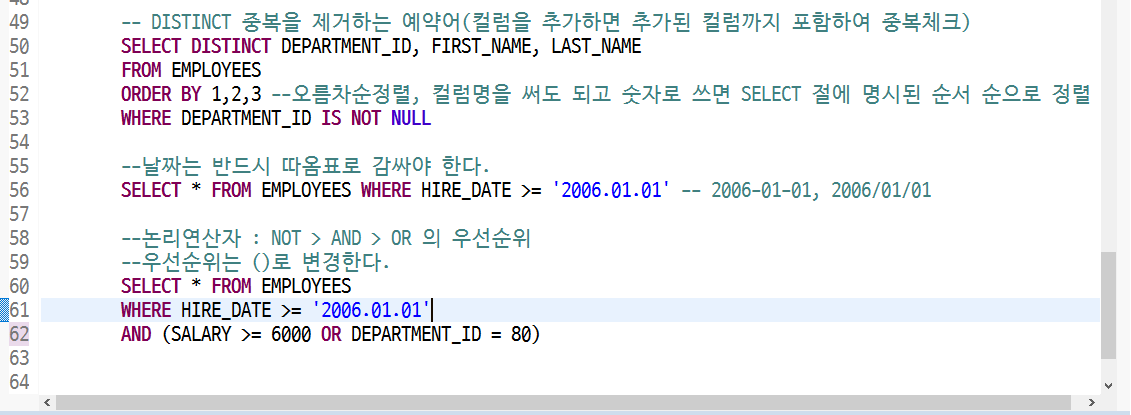 48
49 -- DISTINCT 중복을 제거하는 예약어(컬럼을 추가하면 추가된 컬럼까지 포함하여 중복체크)
50 SELECT DISTINCT DEPARTMENT_ID, FIRST_NAME, LAST_NAME
51 FROM EMPLOYEES
52 ORDER BY 1,2,3 --오름차순정렬, 컬럼명을 써도 되고 숫자로 쓰면 SELECT 절에 명시된 순서 순으로 정렬
53 WHERE DEPARTMENT_ID IS NOT NULL
54
55 --날짜는 반드시 따옴표로 감싸야 한다.
56 SELECT * FROM EMPLOYEES WHERE HIRE_DATE >= '2006.01.01' -- 2006-01-01, 2006/01/01
57
58 --논리연산자 : NOT > AND > OR 의 우선순위
59 --우선순위는 ()로 변경한다.
60 SELECT * FROM EMPLOYEES
61 WHERE HIRE_DATE >= '2006.01.01'
62 AND (SALARY >= 6000 OR DEPARTMENT_ID = 80)
63
64